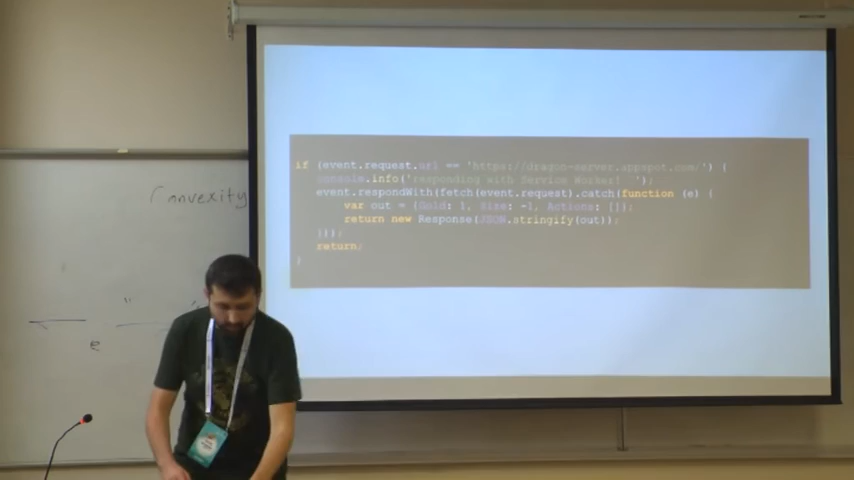 Convexity
e
if (event.request.url == 'https://dragon-server.appspot.com/') {
console.info('responding with Service Worker! ');
event.respondWith(fetch(event.request).catch(function (e) {
var out = {Gold: 1, Size: -1, Actions: []};
return new Response(JSON.stringify(out));
}));
return;
}